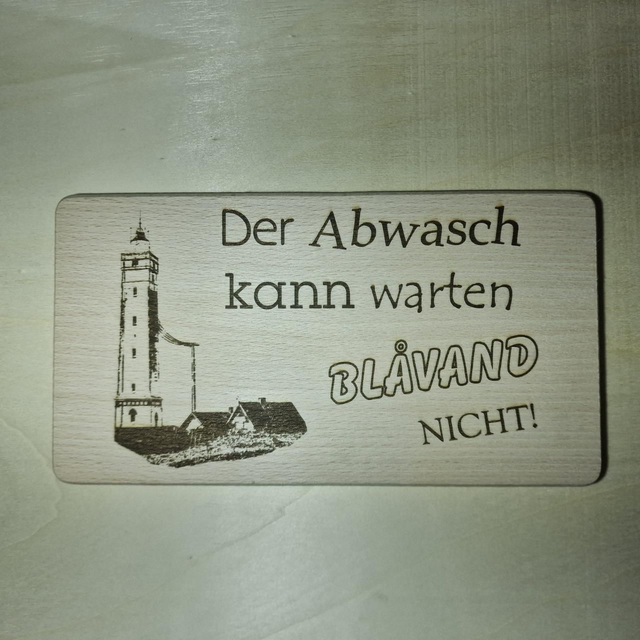 Der Abwasch
kann warten
BLÅVAND
NICHT!